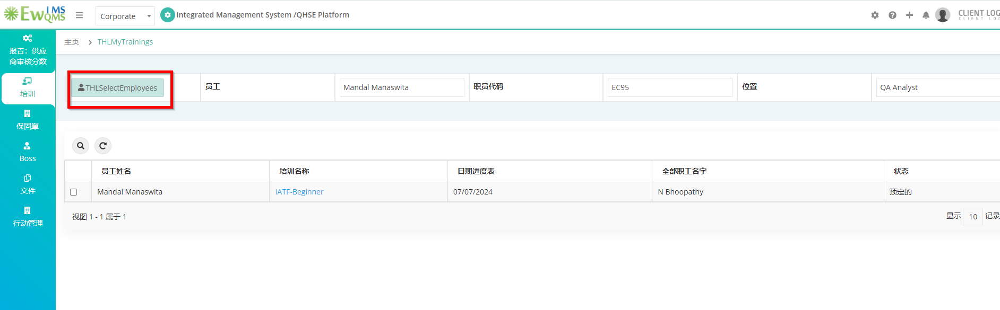 Ew IMS QMS
Corporate
Integrated Management System /QHSE Platform
CLIENT LOG
CLIENT LOG
报告：供应
商审核分数
培训
保固單
Boss
文件
行动管理
主页 > THLMyTrainings
THLSelectEmployees 员工 Mandal Manaswita 职员代码 EC95 位置 QA Analyst
员工姓名 培训名称 日期进度表 全部职工名字 状态
Mandal Manaswita IATF-Beginner 07/07/2024 N Bhoopathy 预定的
视图 1 - 1 属于 1 显示 10 记录